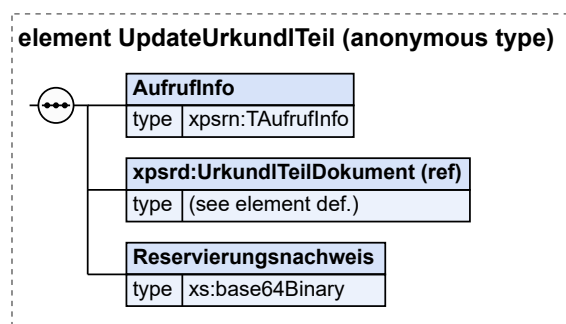 element UpdateUrkundlTeil (anonymous type)
AufrufInfo
type xpsrn:TAufrufInfo
xpsrd:UrkundlTeilDokument (ref)
type (see element def.)
Reservierungsnachweis
type xs:base64Binary